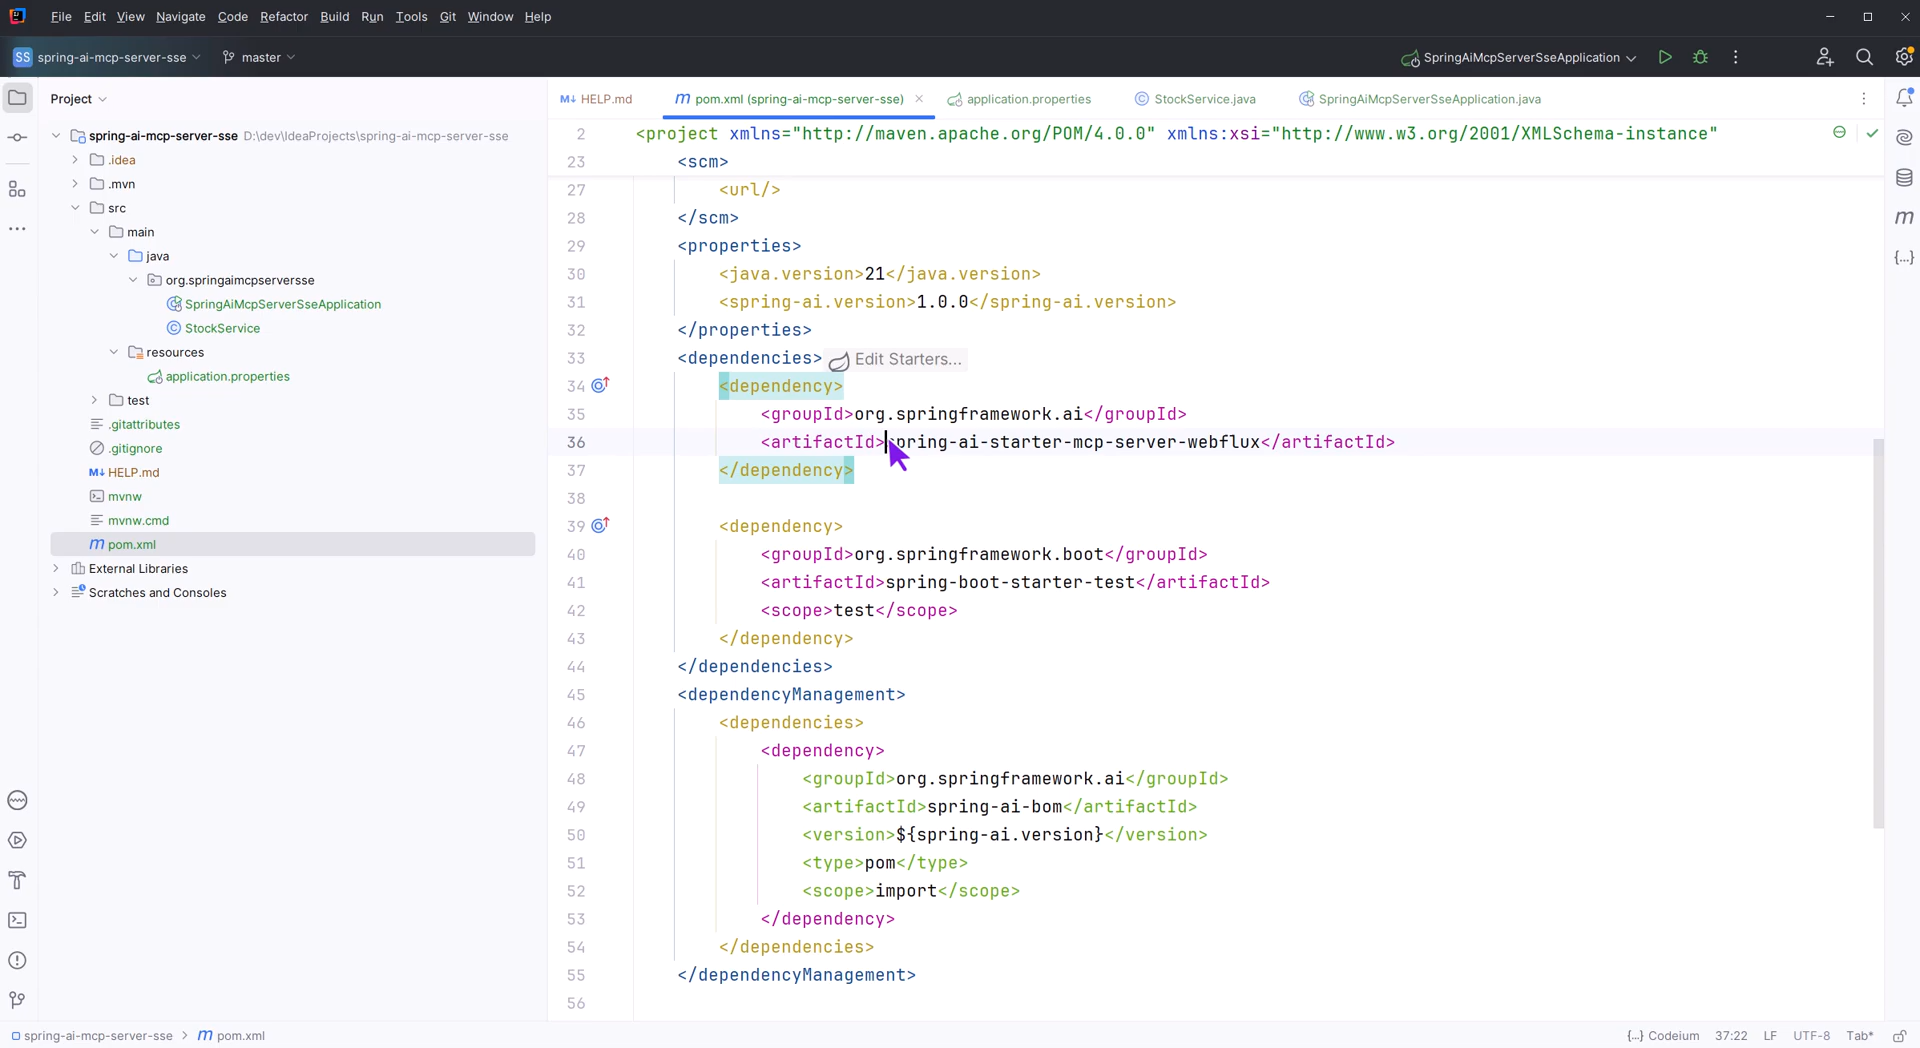 File Edit View Navigate Code Refactor Build Run Tools Git Window Help
SS spring-ai-mcp-server-sse master SpringAiMcpServerSseApplication
Project
spring-ai-mcp-server-sse D:\dev\IdeaProjects\spring-ai-mcp-server-sse
.idea
.mvn
src
main
java
org.springaimcpserversse
SpringAiMcpServerSseApplication
StockService
resources
application.properties
test
.gitattributes
.gitignore
M↓ HELP.md
mvnw
mvnw.cmd
m pom.xml
External Libraries
Scratches and Consoles
M↓ HELP.md m pom.xml (spring-ai-mcp-server-sse) application.properties StockService.java SpringAiMcpServerSseApplication.java
2 <project xmlns="http://maven.apache.org/POM/4.0.0" xmlns:xsi="http://www.w3.org/2001/XMLSchema-instance"
23 <scm>
27 <url/>
28 </scm>
29 <properties>
30 <java.version>21</java.version>
31 <spring-ai.version>1.0.0</spring-ai.version>
32 </properties>
33 <dependencies> Edit Starters...
34 <dependency>
35 <groupId>org.springframework.ai</groupId>
36 <artifactId>spring-ai-starter-mcp-server-webflux</artifactId>
37 </dependency>
38
39 <dependency>
40 <groupId>org.springframework.boot</groupId>
41 <artifactId>spring-boot-starter-test</artifactId>
42 <scope>test</scope>
43 </dependency>
44 </dependencies>
45 <dependencyManagement>
46 <dependencies>
47 <dependency>
48 <groupId>org.springframework.ai</groupId>
49 <artifactId>spring-ai-bom</artifactId>
50 <version>${spring-ai.version}</version>
51 <type>pom</type>
52 <scope>import</scope>
53 </dependency>
54 </dependencies>
55 </dependencyManagement>
56
m
{...}
spring-ai-mcp-server-sse > m pom.xml
{...} Codeium 37:22 LF UTF-8 Tab*